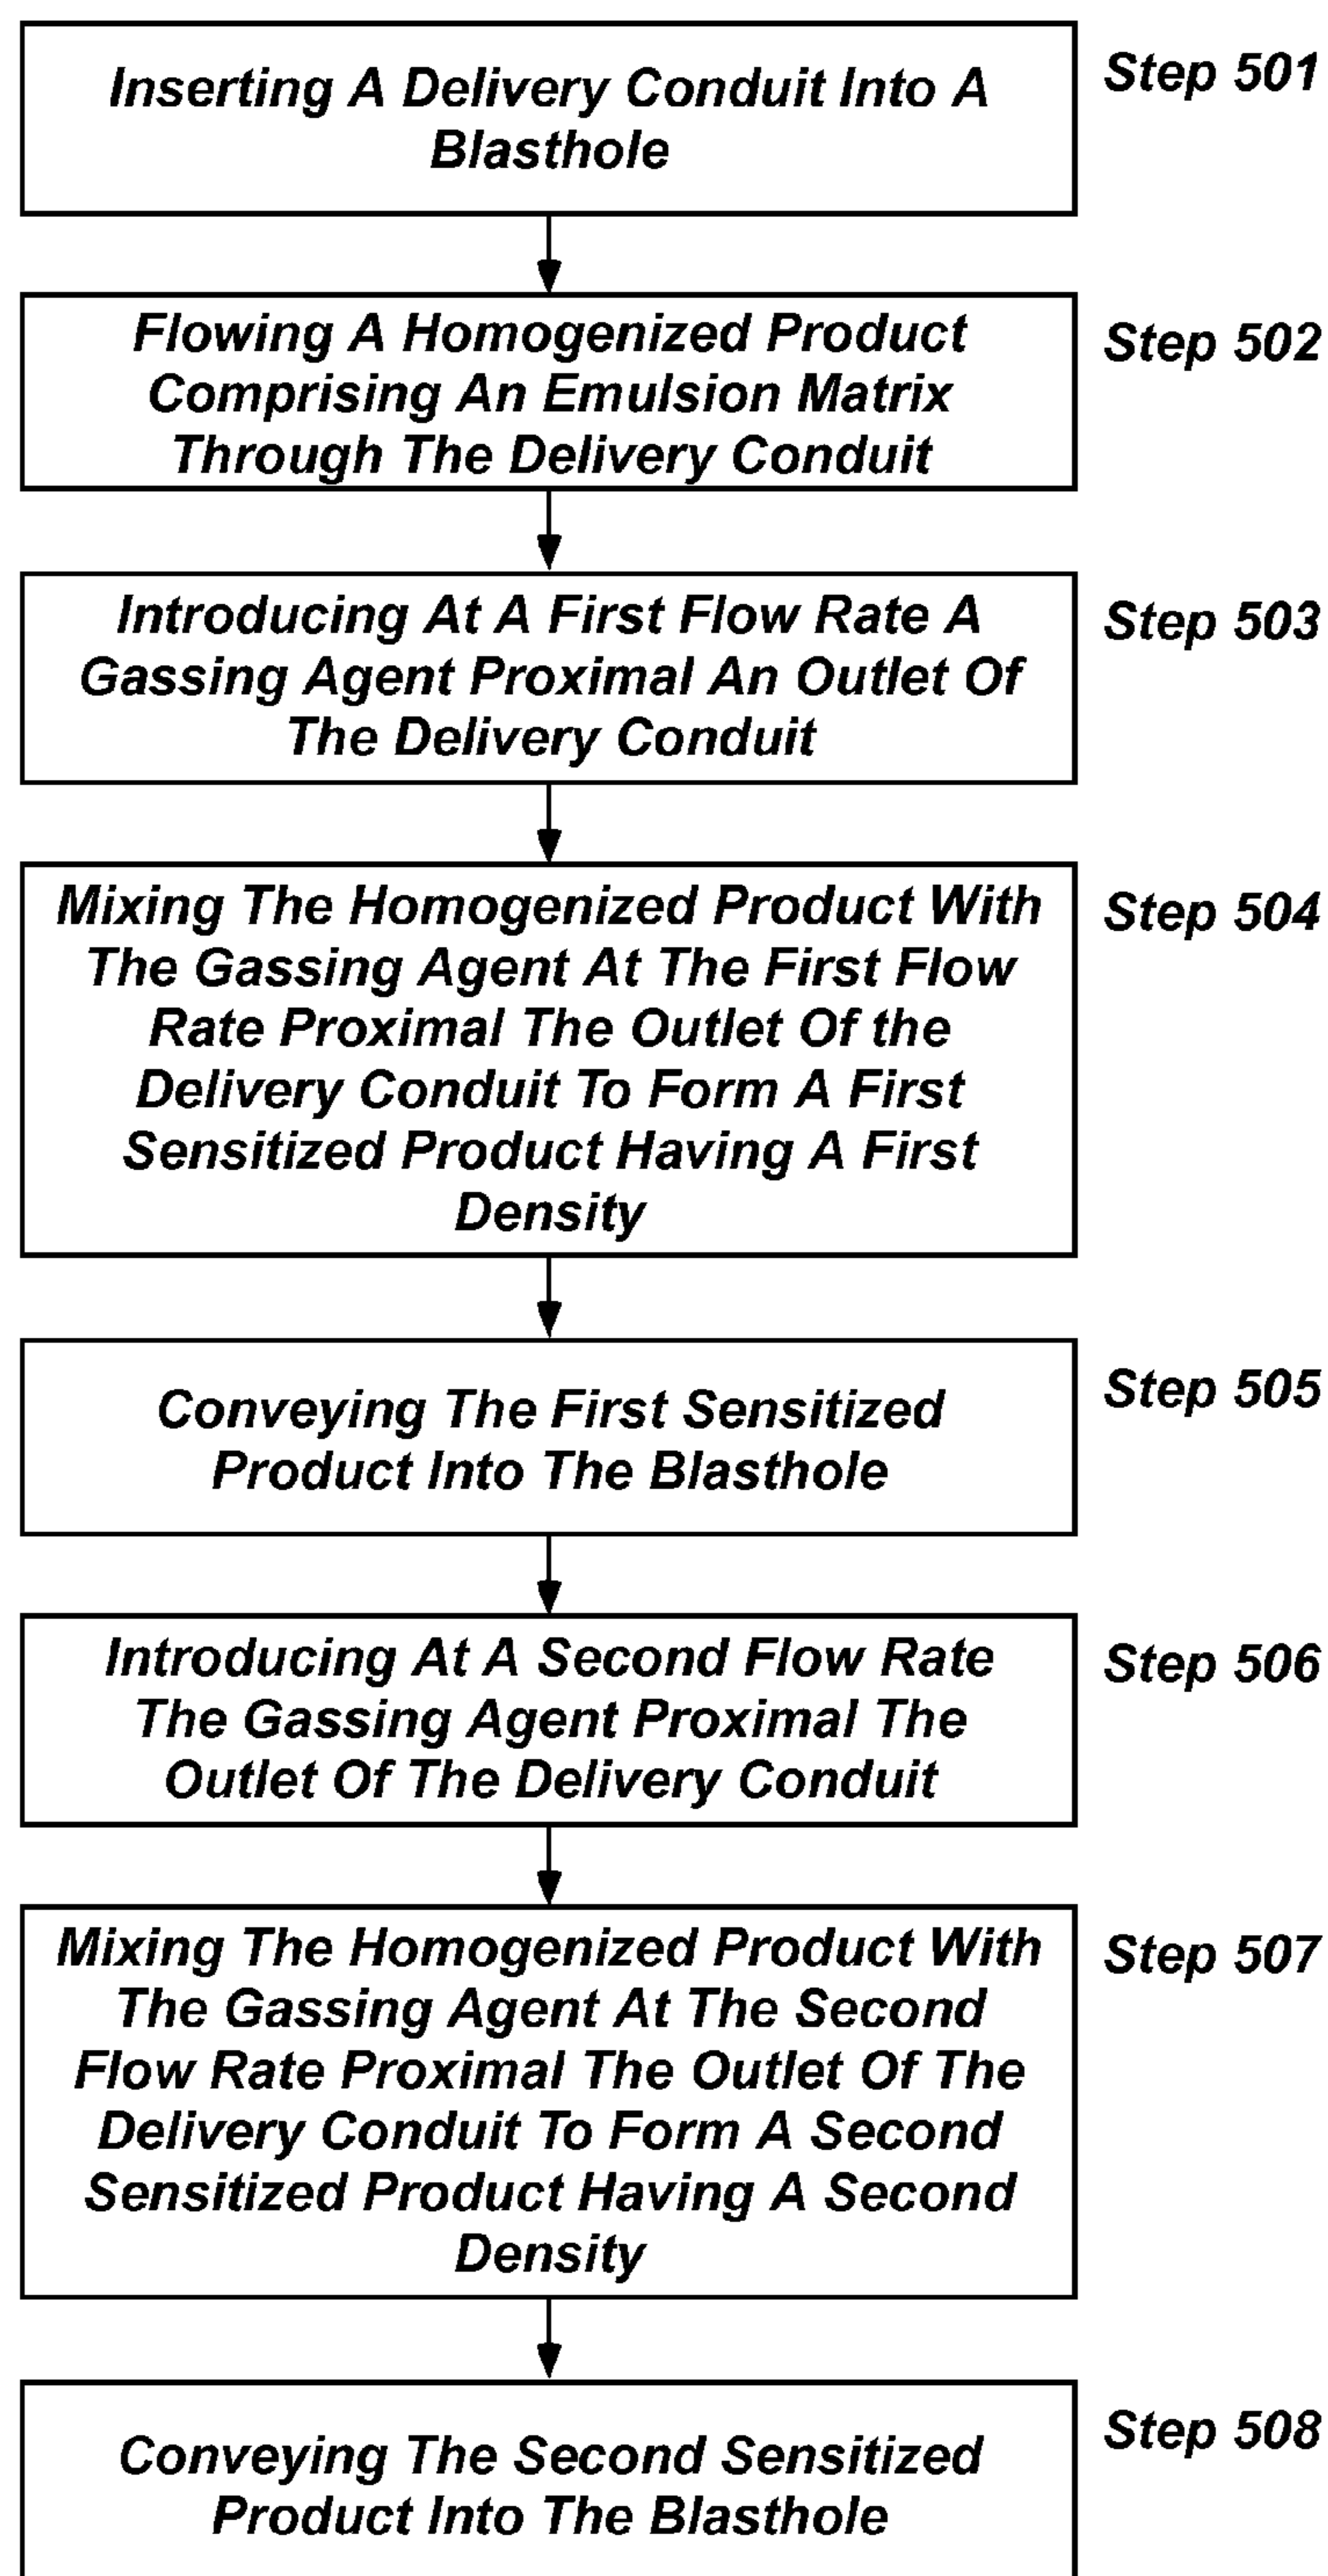 Inserting A Delivery Conduit Into A
Blasthole
Step 501
Flowing A Homogenized Product
Comprising An Emulsion Matrix
Through The Delivery Conduit
Step 502
Introducing At A First Flow Rate A
Gassing Agent Proximal An Outlet Of
The Delivery Conduit
Step 503
Mixing The Homogenized Product With
The Gassing Agent At The First Flow
Rate Proximal The Outlet Of the
Delivery Conduit To Form A First
Sensitized Product Having A First
Density
Step 504
Conveying The First Sensitized
Product Into The Blasthole
Step 505
Introducing At A Second Flow Rate
The Gassing Agent Proximal The
Outlet Of The Delivery Conduit
Step 506
Mixing The Homogenized Product With
The Gassing Agent At The Second
Flow Rate Proximal The Outlet Of The
Delivery Conduit To Form A Second
Sensitized Product Having A Second
Density
Step 507
Conveying The Second Sensitized
Product Into The Blasthole
Step 508